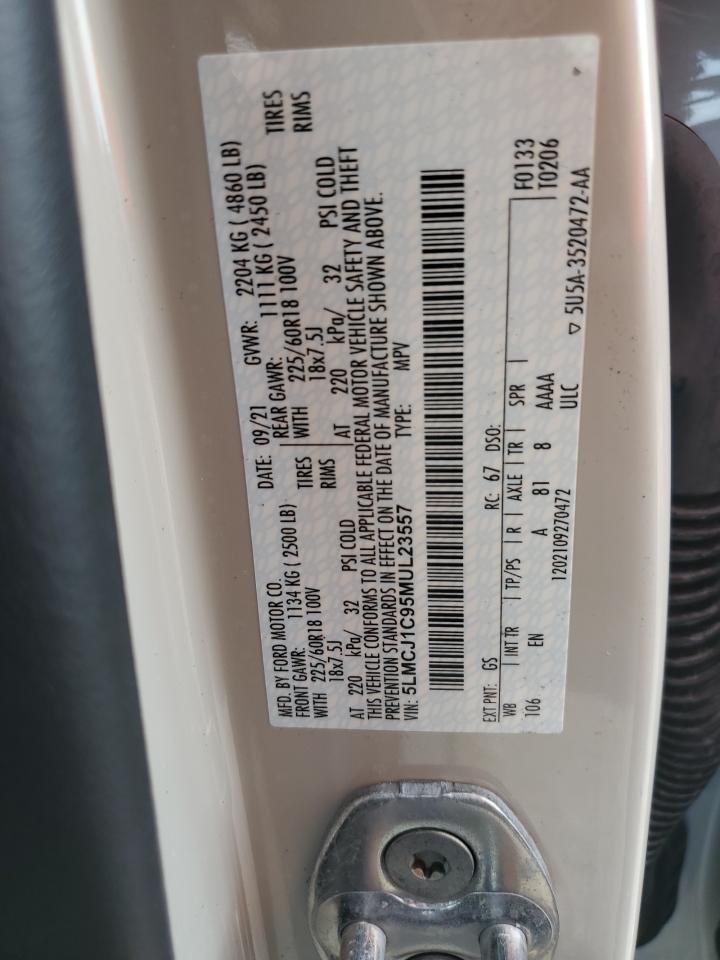 MFD. BY FORD MOTOR CO. DATE: 09/21 GVWR: 2204 KG ( 4860 LB)
FRONT GAWR: 1134 KG ( 2500 LB) REAR GAWR: 1111 KG ( 2450 LB)
WITH 225/60R18 100V TIRES WITH 225/60R18 100V TIRES
18x7.5J RIMS 18x7.5J RIMS
AT 220 kPa/ 32 PSI COLD AT 220 kPa/ 32 PSI COLD
THIS VEHICLE CONFORMS TO ALL APPLICABLE FEDERAL MOTOR VEHICLE SAFETY AND THEFT
PREVENTION STANDARDS IN EFFECT ON THE DATE OF MANUFACTURE SHOWN ABOVE.
VIN: 5LMCJ1C95MUL23557 TYPE: MPV
EXT PNT: GS RC: 67 DSO: F0133
WB INT TR TP/PS R AXLE TR SPR T0206
106 EN A 81 8 AAAA
1202109270472 ULC ▽ 5U5A-3520472-AA